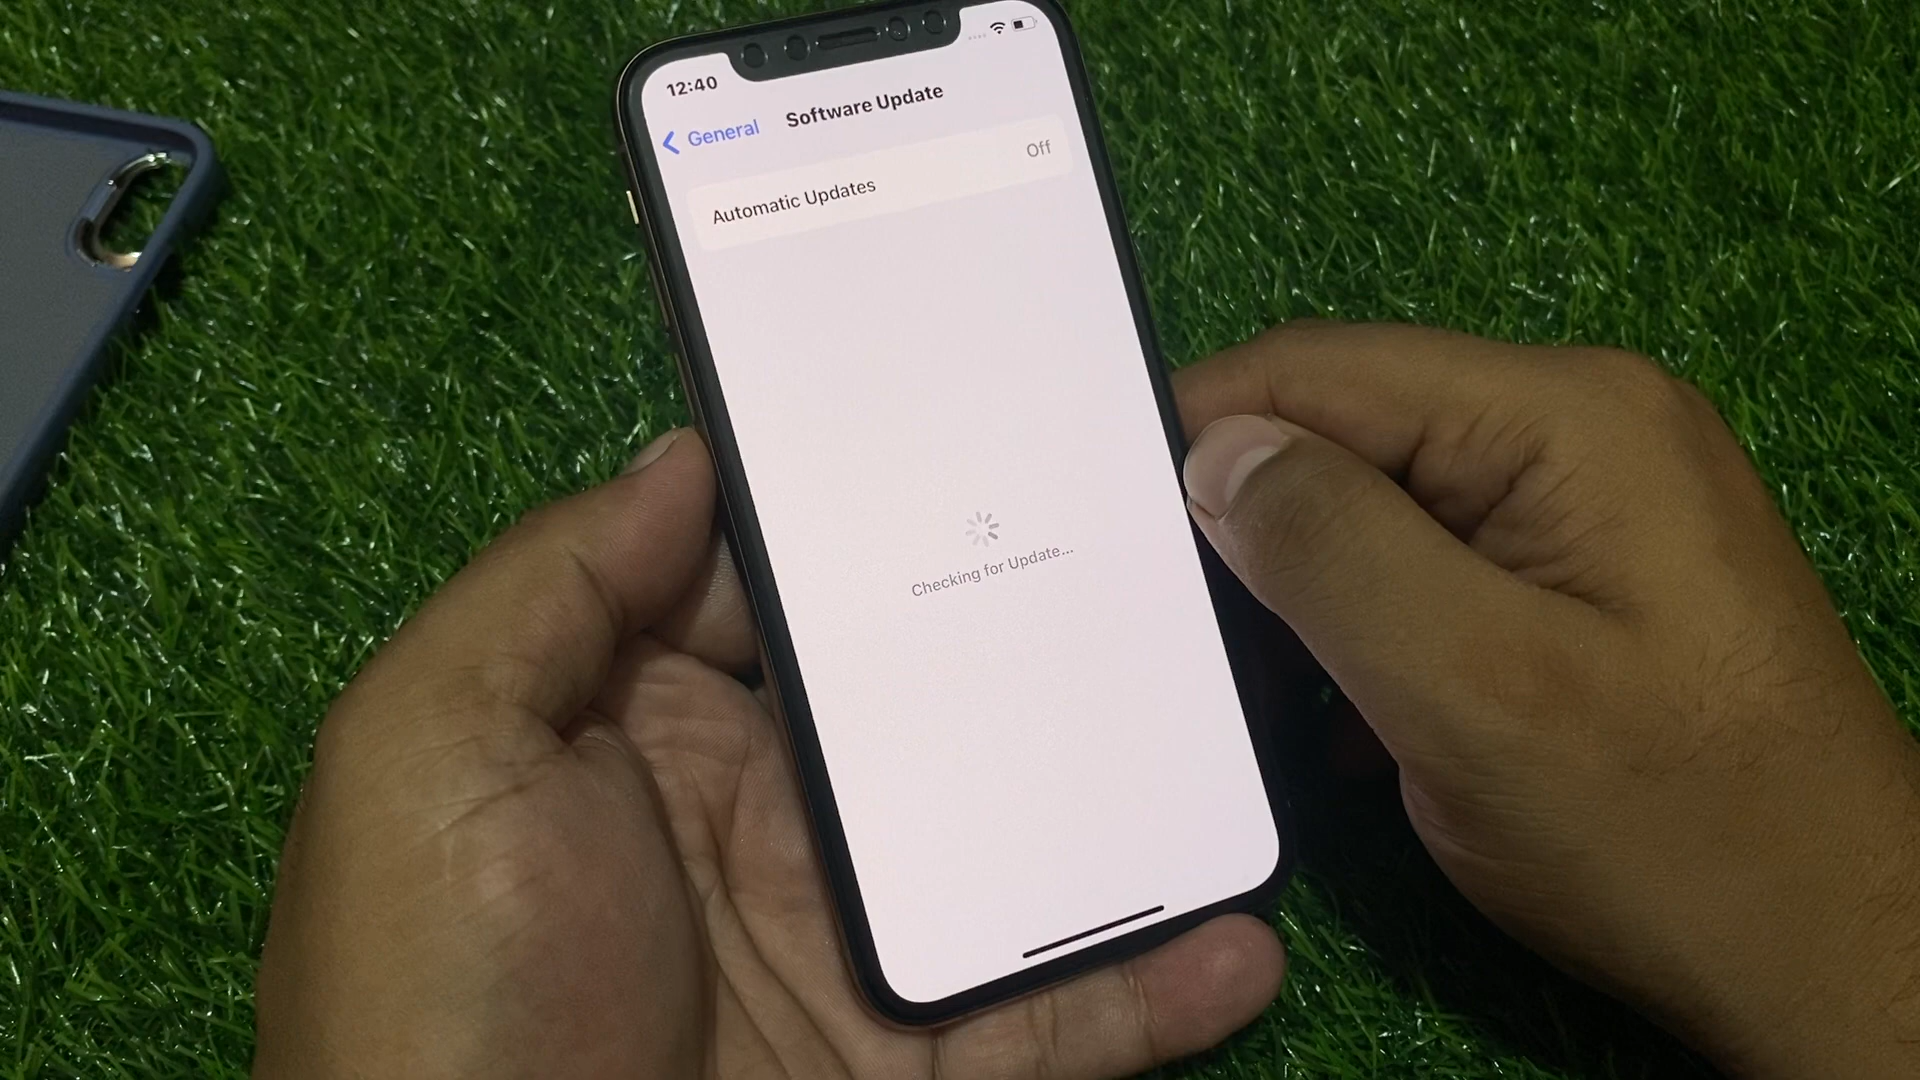 12:40
General
Software Update
Automatic Updates
Off
Checking for Update...